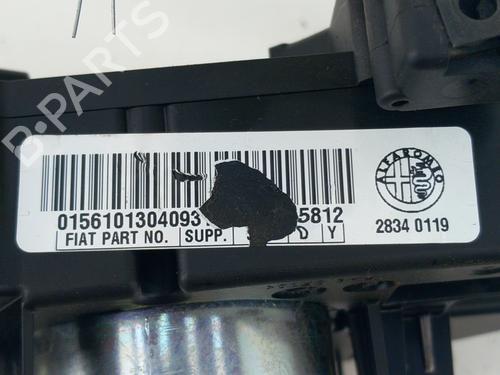 B-PARTS
0156101304093 5812
FIAT PART NO. SUPP. D Y
ALFA ROMEO
2834 0119